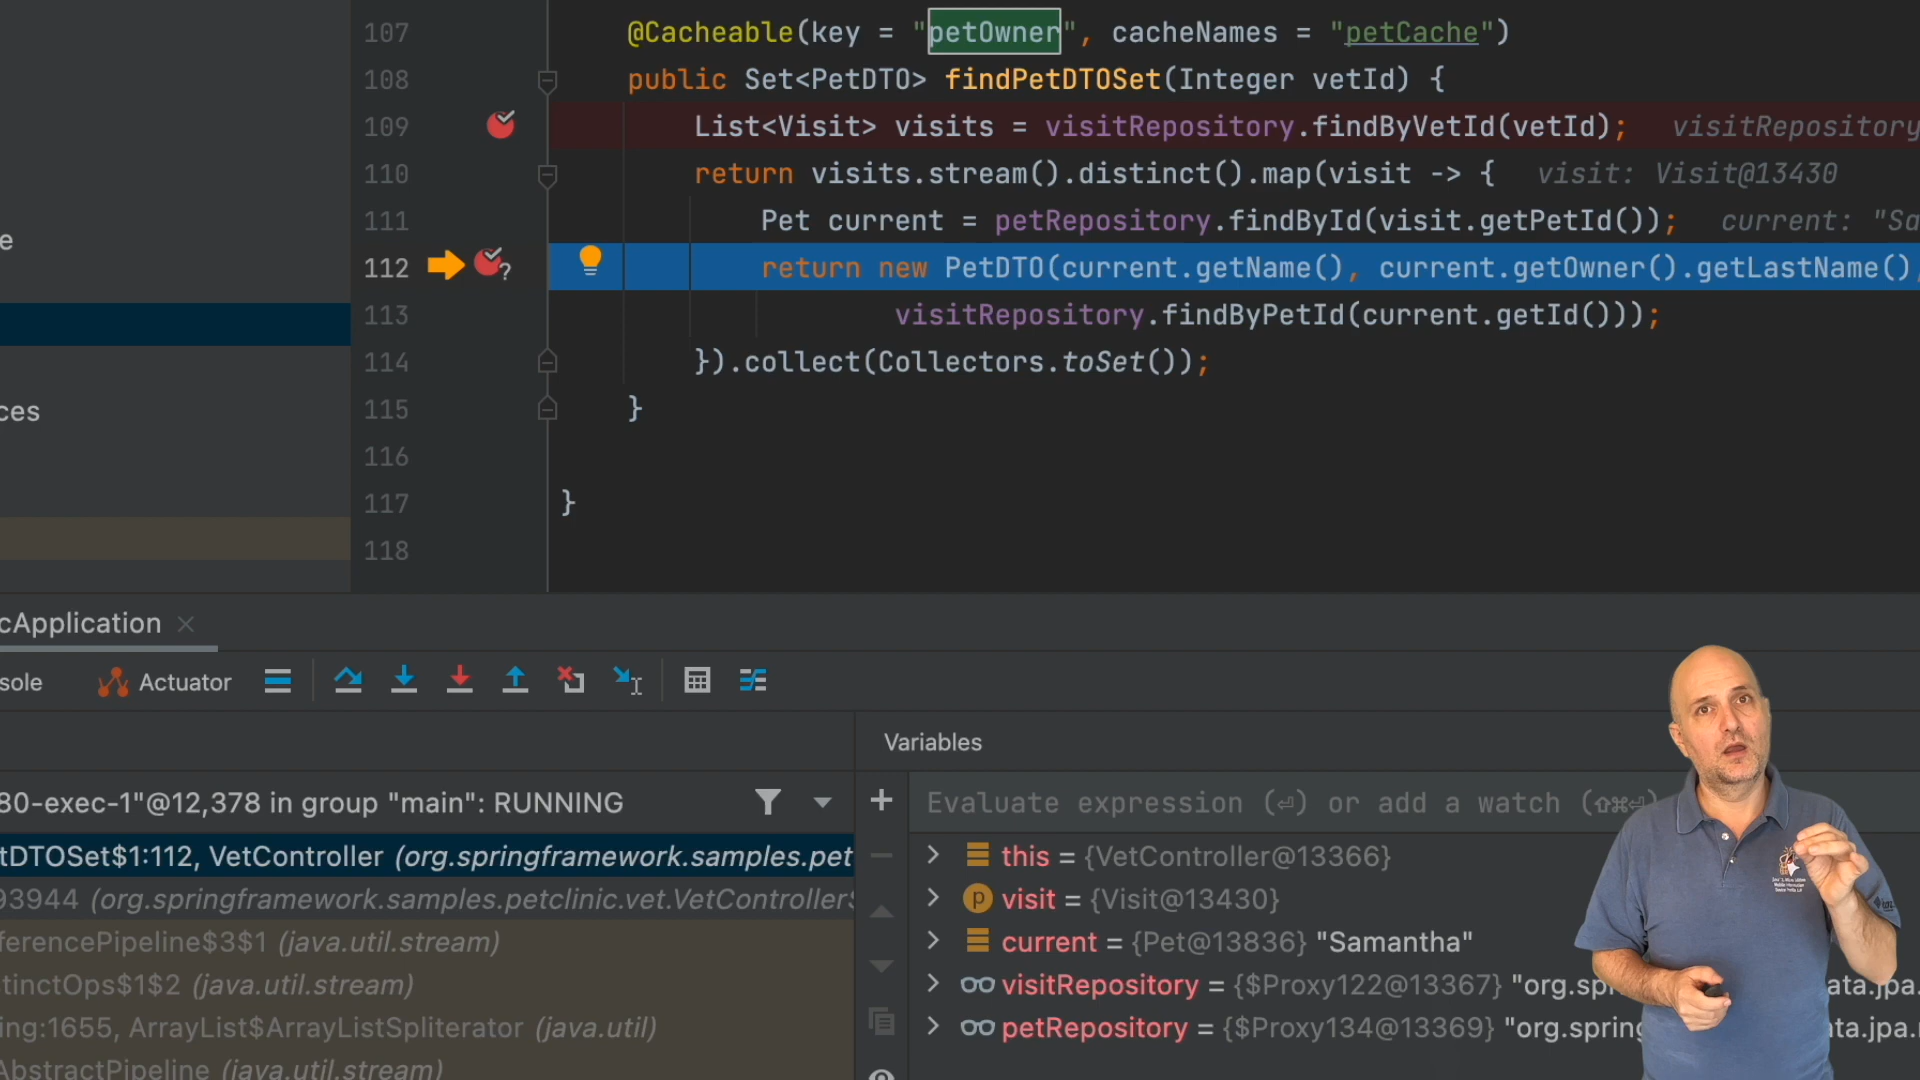 107 @Cacheable(key = "petOwner", cacheNames = "petCache")
108 public Set<PetDTO> findPetDTOSet(Integer vetId) {
109 List<Visit> visits = visitRepository.findByVetId(vetId); visitRepository
110 return visits.stream().distinct().map(visit -> { visit: Visit@13430
111 Pet current = petRepository.findById(visit.getPetId()); current: "Sa
112 ? return new PetDTO(current.getName(), current.getOwner().getLastName(),
113 visitRepository.findByPetId(current.getId()));
114 }).collect(Collectors.toSet());
115 }
116
117 }
118
e
ces
cApplication
sole Actuator
Variables
80-exec-1"@12,378 in group "main": RUNNING
tDTOSet$1:112, VetController (org.springframework.samples.pet
93944 (org.springframework.samples.petclinic.vet.VetControllerS
ferencePipeline$3$1 (java.util.stream)
stinctOps$1$2 (java.util.stream)
ing:1655, ArrayList$ArrayListSpliterator (java.util)
AbstractPipeline (java.util.stream)
Evaluate expression (⏎) or add a watch (⇧⌘⏎)
this = {VetController@13366}
p visit = {Visit@13430}
current = {Pet@13836} "Samantha"
visitRepository = {$Proxy122@13367} "org.spri ata.jpa.
petRepository = {$Proxy134@13369} "org.spring ata.jpa.